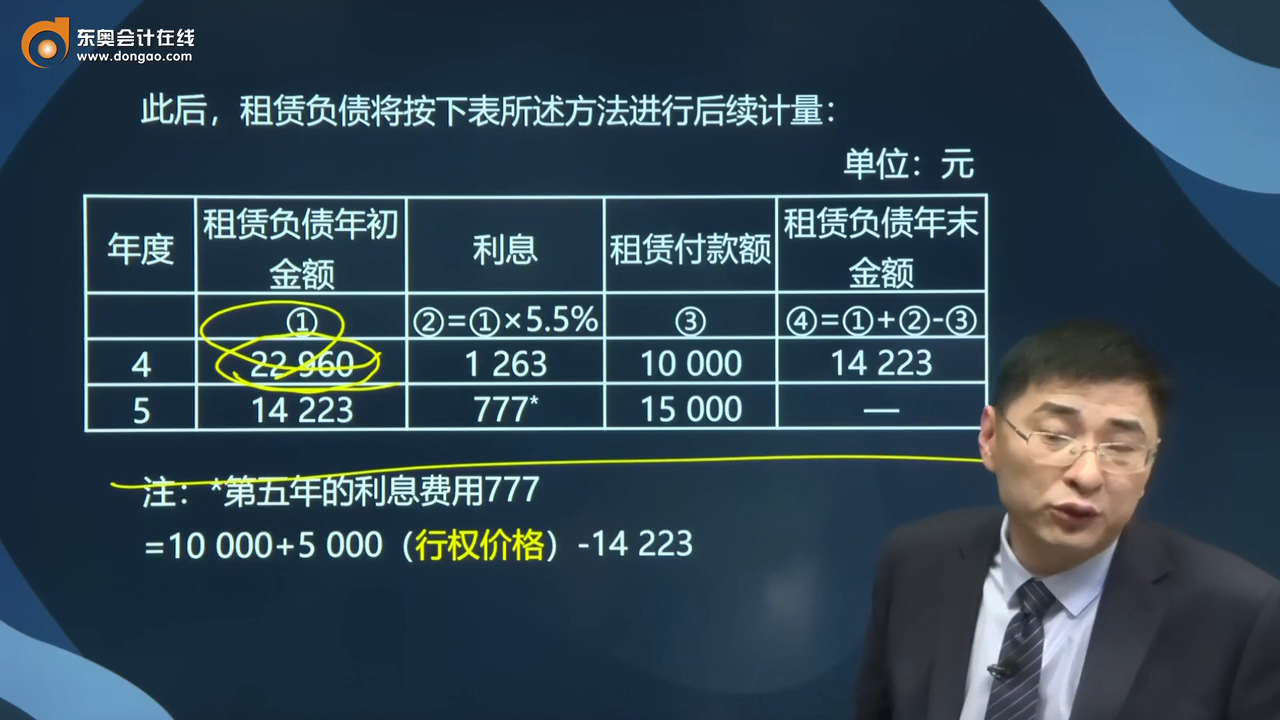 东奥会计在线
www.dongao.com
此后，租赁负债将按下表所述方法进行后续计量：
单位：元
年度 租赁负债年初金额 利息 租赁付款额 租赁负债年末金额
① ②=①×5.5% ③ ④=①+②-③
4 22 960 1 263 10 000 14 223
5 14 223 777* 15 000 —
注：*第五年的利息费用777
=10 000+5 000（行权价格）-14 223